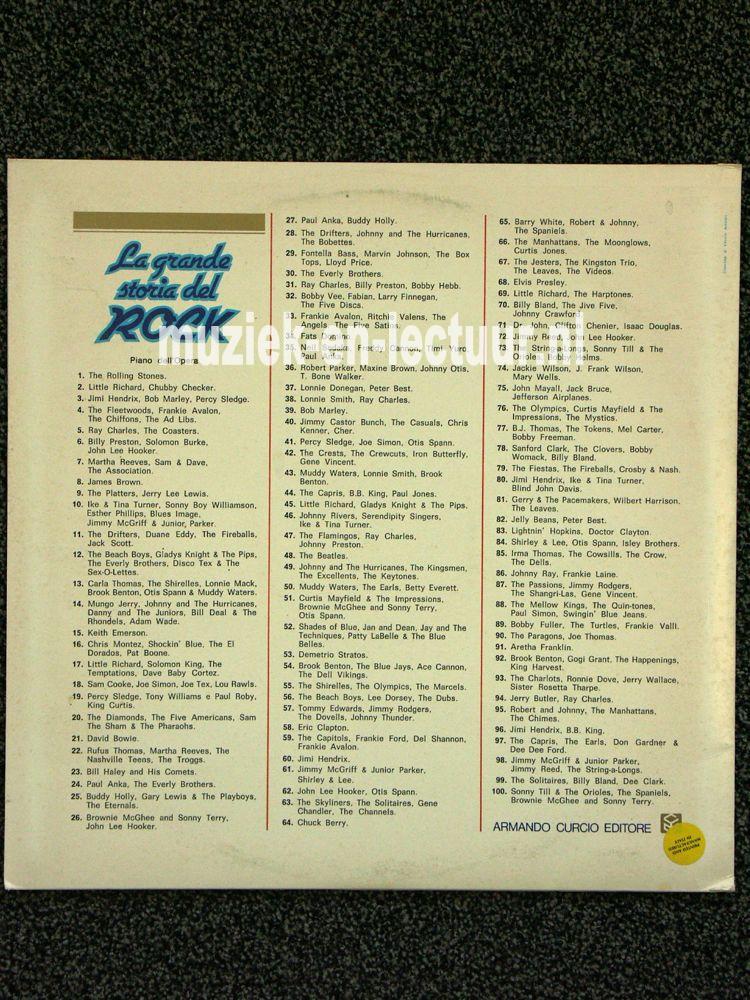 La grande
storia del
ROCK
Piano dell'Opera
1. The Rolling Stones.
2. Little Richard, Chubby Checker.
3. Jimi Hendrix, Bob Marley, Percy Sledge.
4. The Fleetwoods, Frankie Avalon,
The Chiffons, The Ad Libs.
5. Ray Charles, The Coasters.
6. Billy Preston, Solomon Burke,
John Lee Hooker.
7. Martha Reeves, Sam & Dave,
The Association.
8. James Brown.
9. The Platters, Jerry Lee Lewis.
10. Ike & Tina Turner, Sonny Boy Williamson,
Esther Phillips, Blues Image,
Jimmy McGriff & Junior, Parker.
11. The Drifters, Duane Eddy, The Fireballs,
Jack Scott.
12. The Beach Boys, Gladys Knight & The Pips,
The Everly Brothers, Disco Tex & The
Sex-O-Lettes.
13. Carla Thomas, The Shirelles, Lonnie Mack,
Brook Benton, Otis Spann & Muddy Waters.
14. Mungo Jerry, Johnny and The Hurricanes,
Danny and The Juniors, Bill Deal & The
Rhondels, Adam Wade.
15. Keith Emerson.
16. Chris Montez, Shockin' Blue, The El
Dorados, Pat Boone.
17. Little Richard, Solomon King, The
Temptations, Dave Baby Cortez.
18. Sam Cooke, Joe Simon, Joe Tex, Lou Rawls.
19. Percy Sledge, Tony Williams e Paul Roby,
King Curtis.
20. The Diamonds, The Five Americans, Sam
The Sham & The Pharaohs.
21. David Bowie.
22. Rufus Thomas, Martha Reeves, The
Nashville Teens, The Troggs.
23. Bill Haley and His Comets.
24. Paul Anka, The Everly Brothers.
25. Buddy Holly, Gary Lewis & The Playboys,
The Eternals.
26. Brownie McGhee and Sonny Terry,
John Lee Hooker.
27. Paul Anka, Buddy Holly.
28. The Drifters, Johnny and The Hurricanes,
The Bobettes.
29. Fontella Bass, Marvin Johnson, The Box
Tops, Lloyd Price.
30. The Everly Brothers.
31. Ray Charles, Billy Preston, Bobby Hebb.
32. Bobby Vee, Fabian, Larry Finnegan,
The Five Discs.
33. Frankie Avalon, Ritchie Valens, The
Angels, The Five Satins.
34. Fats Domino.
35. Neil Sedaka, Freddy Cannon, Timi Yuro,
Paul Anka.
36. Robert Parker, Maxine Brown, Johnny Otis,
T. Bone Walker.
37. Lonnie Donegan, Peter Best.
38. Lonnie Smith, Ray Charles.
39. Bob Marley.
40. Jimmy Castor Bunch, The Casuals, Chris
Kenner, Cher.
41. Percy Sledge, Joe Simon, Otis Spann.
42. The Crests, The Crewcuts, Iron Butterfly,
Gene Vincent.
43. Muddy Waters, Lonnie Smith, Brook
Benton.
44. The Capris, B.B. King, Paul Jones.
45. Little Richard, Gladys Knight & The Pips.
46. Johnny Rivers, Serendipity Singers,
Ike & Tina Turner.
47. The Flamingos, Ray Charles,
Johnny Preston.
48. The Beatles.
49. Johnny and The Hurricanes, The Kingsmen,
The Excellents, The Keytones.
50. Muddy Waters, The Earls, Betty Everett.
51. Curtis Mayfield & The Impressions,
Brownie McGhee and Sonny Terry,
Otis Spann.
52. Shades of Blue, Jan and Dean, Jay and The
Techniques, Patty LaBelle & The Blue
Belles.
53. Demetrio Stratos.
54. Brook Benton, The Blue Jays, Ace Cannon,
The Dell Vikings.
55. The Shirelles, The Olympics, The Marcels.
56. The Beach Boys, Lee Dorsey, The Dubs.
57. Tommy Edwards, Jimmy Rodgers,
The Dovells, Johnny Thunder.
58. Eric Clapton.
59. The Capitols, Frankie Ford, Del Shannon,
Frankie Avalon.
60. Jimi Hendrix.
61. Jimmy McGriff & Junior Parker,
Shirley & Lee.
62. John Lee Hooker, Otis Spann.
63. The Skyliners, The Solitaires, Gene
Chandler, The Channels.
64. Chuck Berry.
65. Barry White, Robert & Johnny,
The Spaniels.
66. The Manhattans, The Moonglows,
Curtis Jones.
67. The Jesters, The Kingston Trio,
The Leaves, The Videos.
68. Elvis Presley.
69. Little Richard, The Harptones.
70. Billy Bland, The Jive Five,
Johnny Crawford.
71. Dr. John, Clifton Chenier, Isaac Douglas.
72. Jimmy Reed, John Lee Hooker.
73. The String-a-Longs, Sonny Till & The
Orioles, Bobby Helms.
74. Jackie Wilson, J. Frank Wilson,
Mary Wells.
75. John Mayall, Jack Bruce,
Jefferson Airplanes.
76. The Olympics, Curtis Mayfield & The
Impressions, The Mystics.
77. B.J. Thomas, The Tokens, Mel Carter,
Bobby Freeman.
78. Sanford Clark, The Clovers, Bobby
Womack, Billy Bland.
79. The Fiestas, The Fireballs, Crosby & Nash.
80. Jimi Hendrix, Ike & Tina Turner,
Blind John Davis.
81. Gerry & The Pacemakers, Wilbert Harrison,
The Leaves.
82. Jelly Beans, Peter Best.
83. Lightnin' Hopkins, Doctor Clayton.
84. Shirley & Lee, Otis Spann, Isley Brothers.
85. Irma Thomas, The Cowsills, The Crow,
The Dells.
86. Johnny Ray, Frankie Laine.
87. The Passions, Jimmy Rodgers,
The Shangri-Las, Gene Vincent.
88. The Mellow Kings, The Quin-tones,
Paul Simon, Swingin' Blue Jeans.
89. Bobby Fuller, The Turtles, Frankie Valli.
90. The Paragons, Joe Thomas.
91. Aretha Franklin.
92. Brook Benton, Gogi Grant, The Happenings,
King Harvest.
93. The Charlots, Ronnie Dove, Jerry Wallace,
Sister Rosetta Tharpe.
94. Jerry Butler, Ray Charles.
95. Robert and Johnny, The Manhattans,
The Chimes.
96. Jimi Hendrix, B.B. King.
97. The Capris, The Earls, Don Gardner &
Dee Dee Ford.
98. Jimmy McGriff & Junior Parker,
Jimmy Reed, The String-a-Longs.
99. The Solitaires, Billy Bland, Dee Clark.
100. Sonny Till & The Orioles, The Spaniels,
Brownie McGhee and Sonny Terry.
ARMANDO CURCIO EDITORE
PRINTED AND
MANUFACTURED
IN ITALY
muziek-en-lectuur.nl